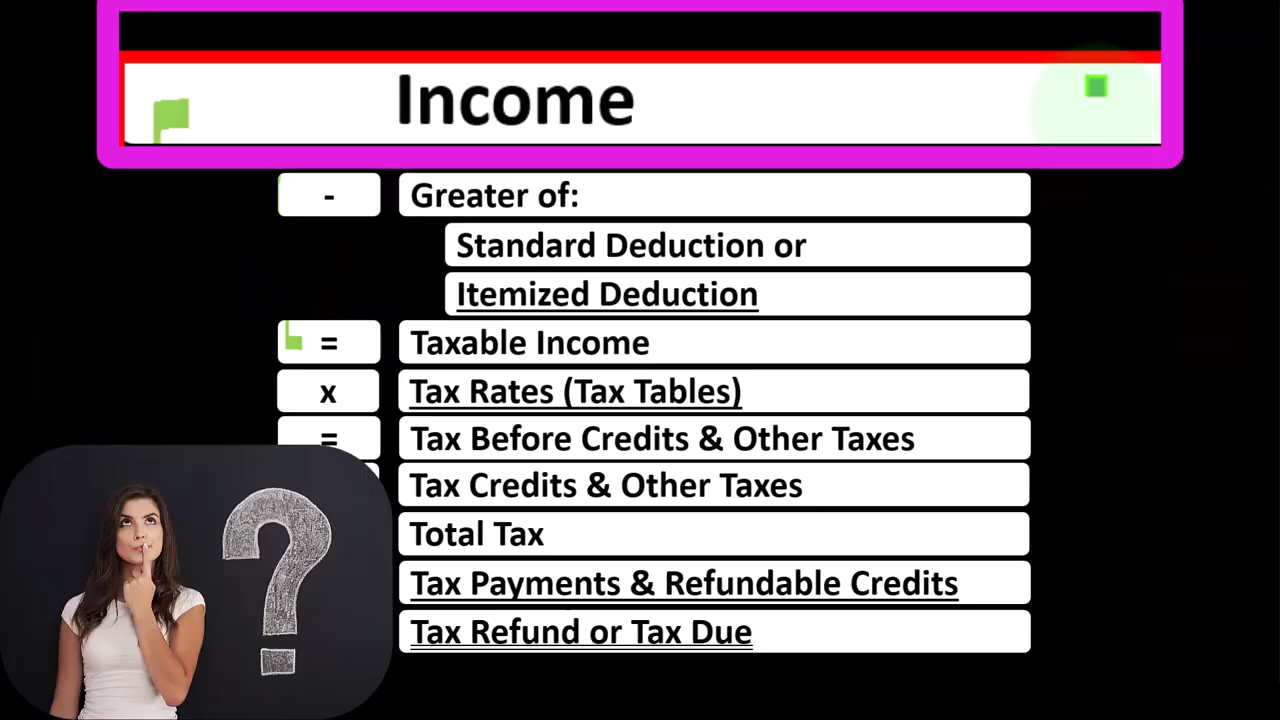 Income
- Greater of:
Standard Deduction or
Itemized Deduction
= Taxable Income
x Tax Rates (Tax Tables)
= Tax Before Credits & Other Taxes
Tax Credits & Other Taxes
Total Tax
Tax Payments & Refundable Credits
Tax Refund or Tax Due
?